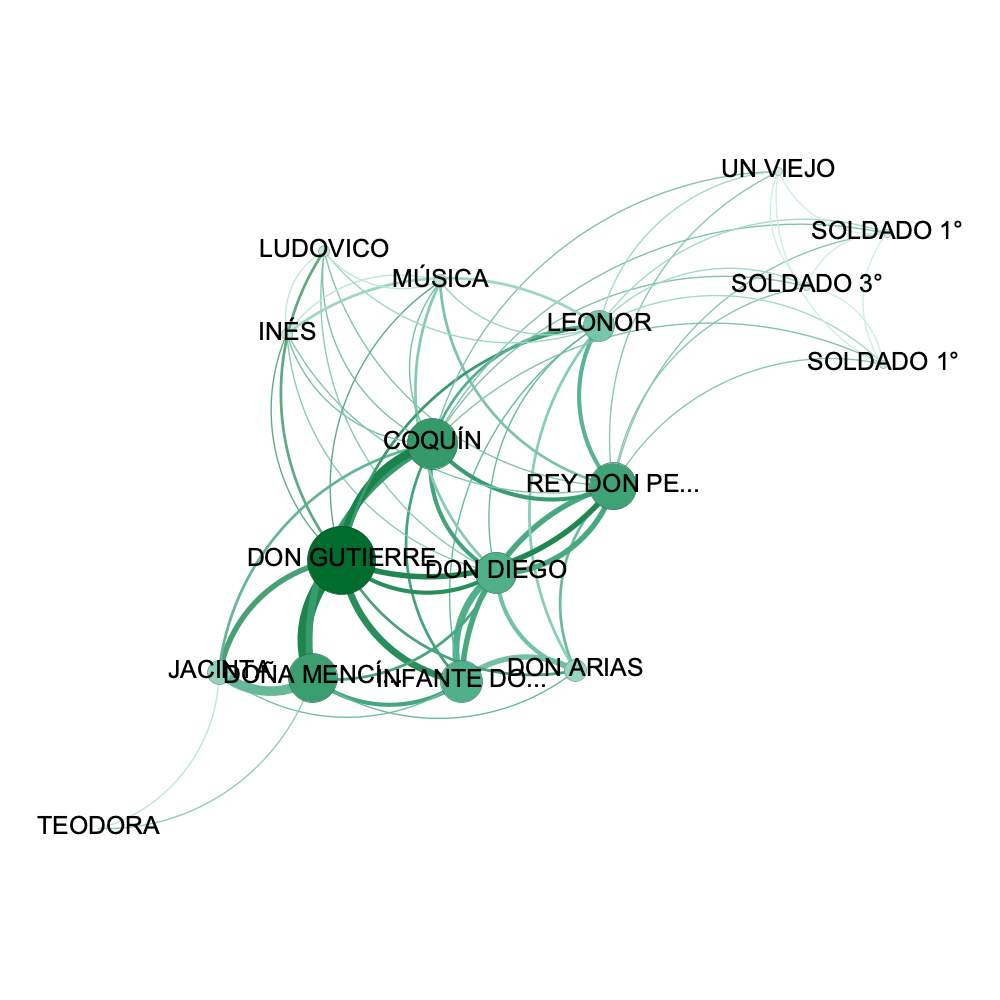 UN VIEJO
SOLDADO 1°
LUDOVICO
MÚSICA
SOLDADO 3°
INÉS
LEONOR
SOLDADO 1°
COQUÍN
REY DON PE...
DON GUTIERRE
DON DIEGO
JACINTA
DOÑA MENCÍ...
INFANTE DO...
DON ARIAS
TEODORA